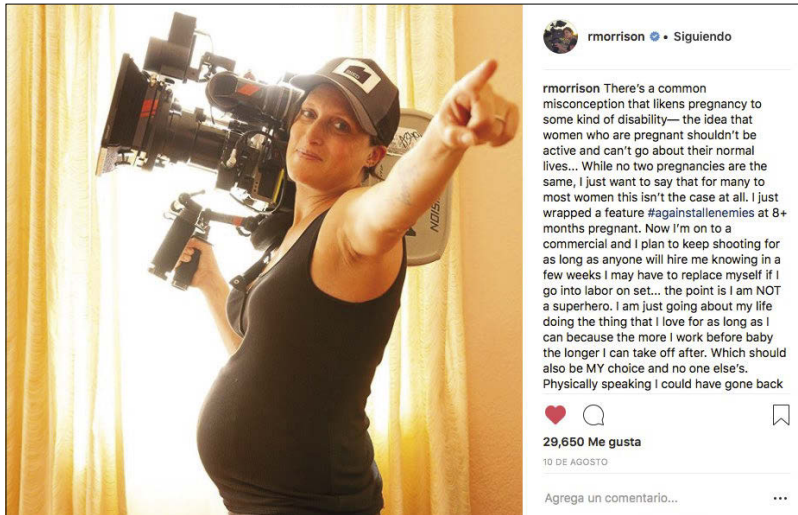 rmorrison • Siguiendo
rmorrison There's a common
misconception that likens pregnancy to
some kind of disability— the idea that
women who are pregnant shouldn't be
active and can't go about their normal
lives... While no two pregnancies are the
same, I just want to say that for many to
most women this isn't the case at all. I just
wrapped a feature #againstallenemies at 8+
months pregnant. Now I'm on to a
commercial and I plan to keep shooting for
as long as anyone will hire me knowing in a
few weeks I may have to replace myself if I
go into labor on set... the point is I am NOT
a superhero. I am just going about my life
doing the thing that I love for as long as I
can because the more I work before baby
the longer I can take off after. Which should
also be MY choice and no one else's.
Physically speaking I could have gone back
29,650 Me gusta
10 DE AGOSTO
Agrega un comentario...